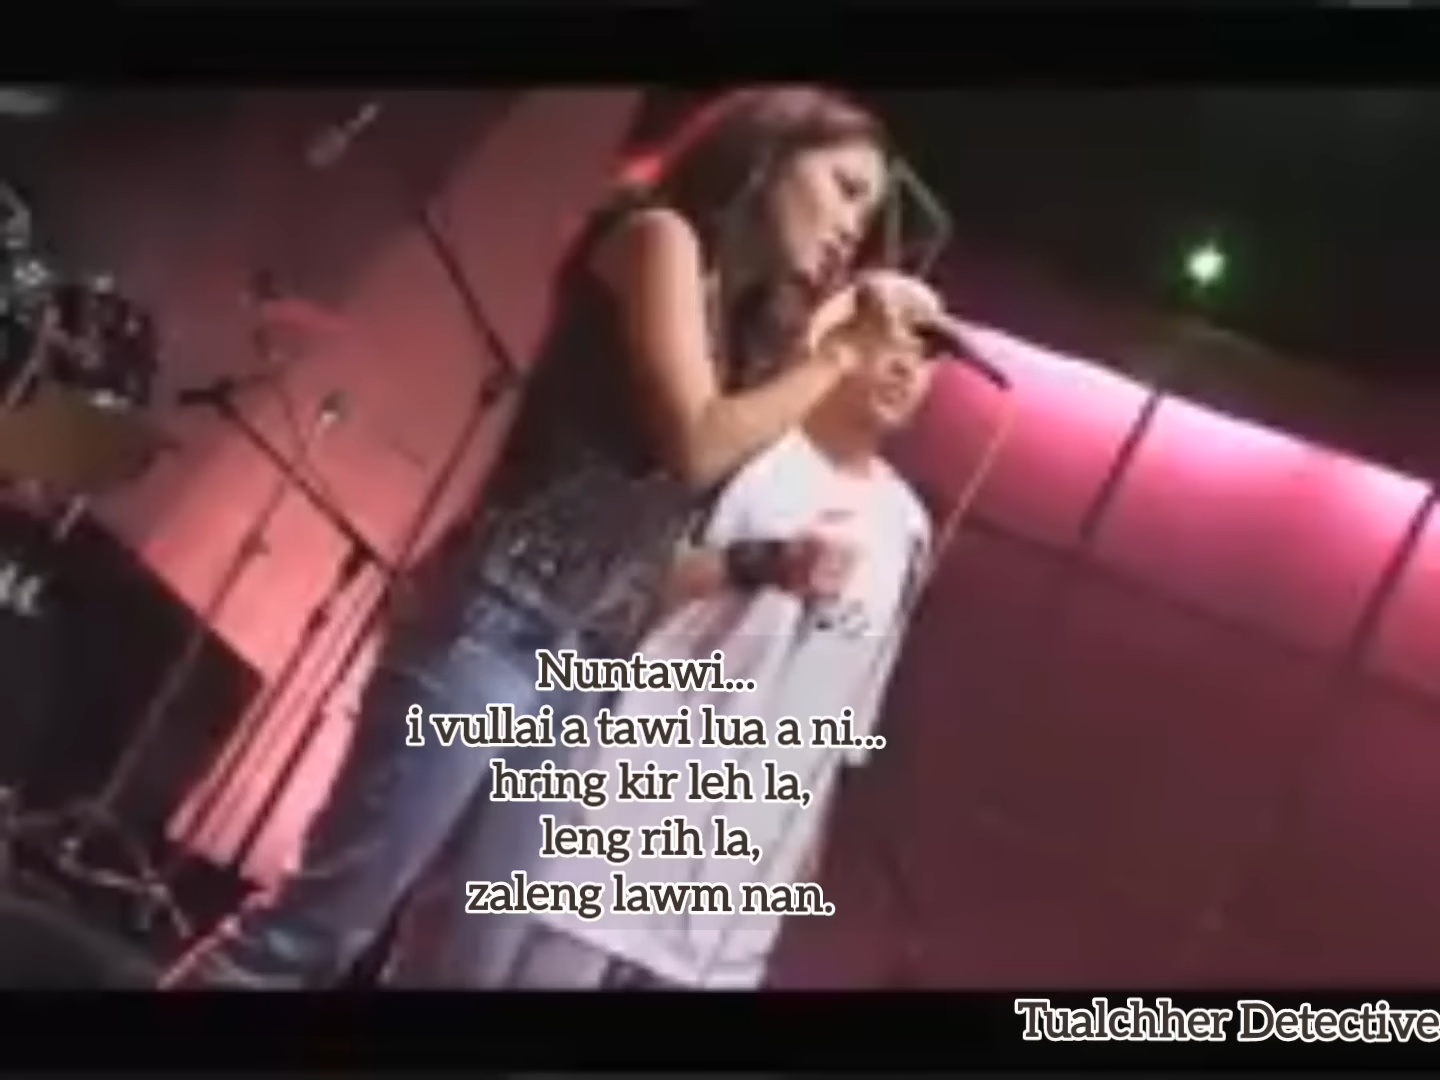 Nuntawi...
i vullai a tawi lua a ni...
hring kir leh la,
leng rih la,
zaleng lawm nan.
Tualchher Detective